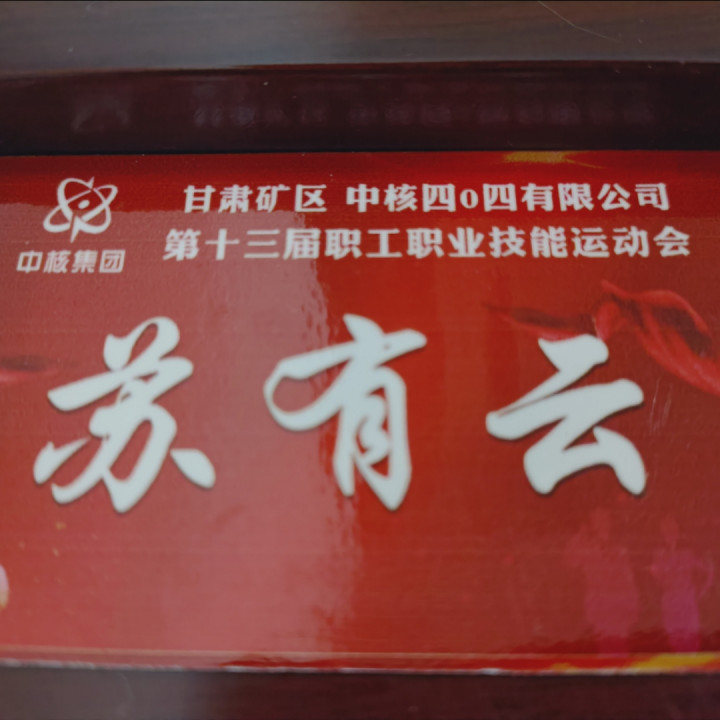 甘肃矿区 中核四o四有限公司
中核集团
第十三届职工职业技能运动会
苏有云